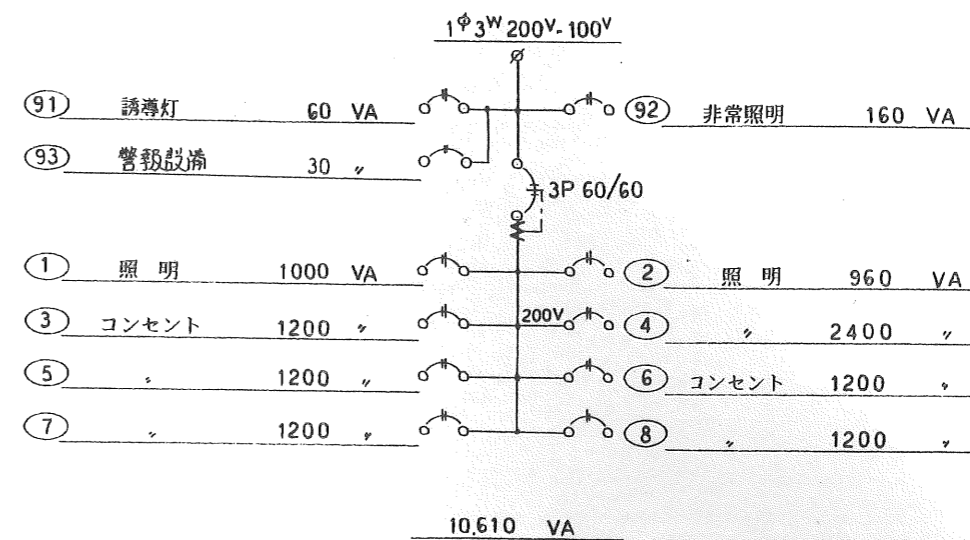 1φ3W 200V-100V
91 誘導灯 60 VA
92 非常照明 160 VA
93 警報設備 30 〃
3P 60/60
1 照明 1000 VA
2 照明 960 VA
3 コンセント 1200 〃
200V
4 〃 2400 〃
5 〃 1200 〃
6 コンセント 1200 〃
7 〃 1200 〃
8 〃 1200 〃
10,610 VA